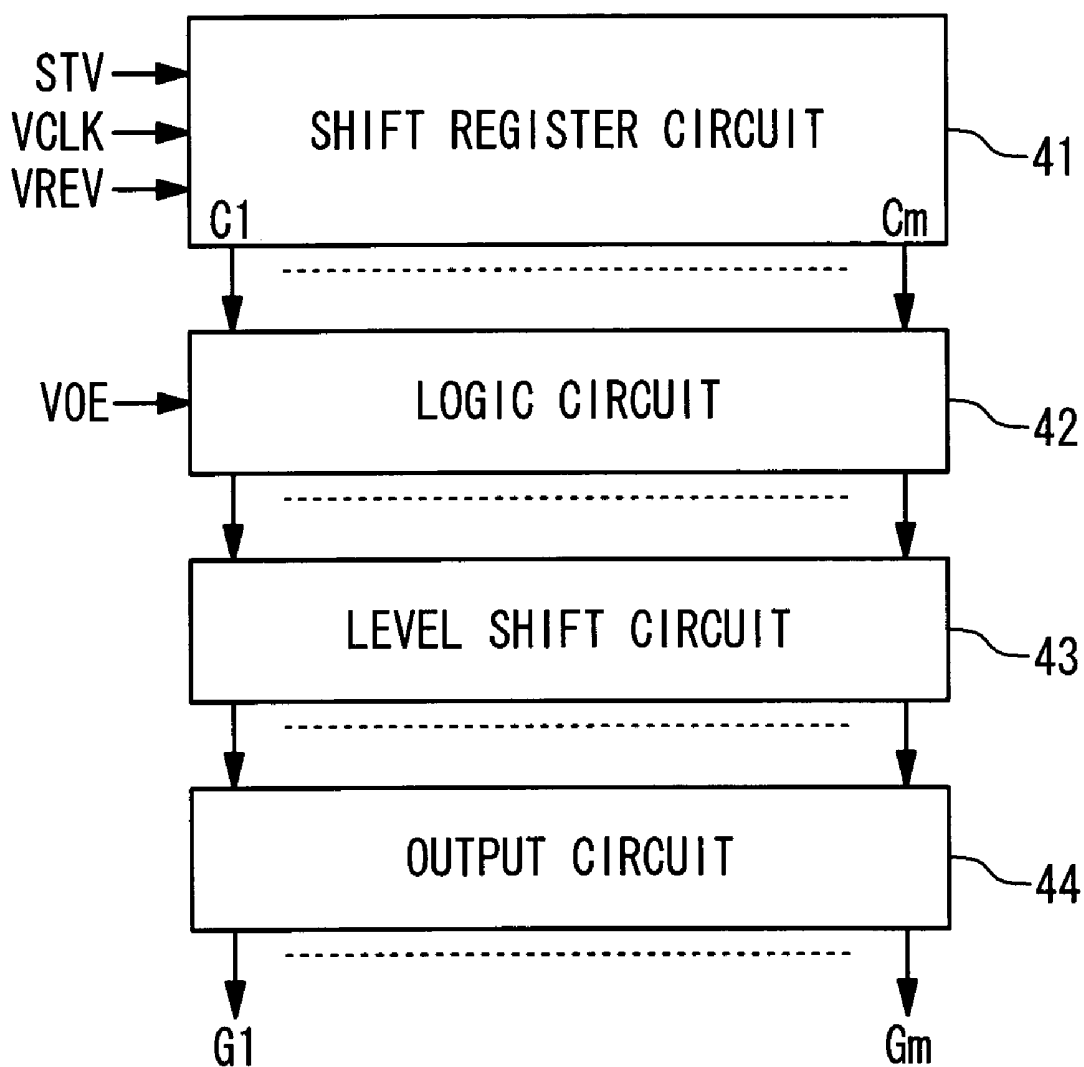 STV
VCLK
VREV
SHIFT REGISTER CIRCUIT
41
C1
Cm
VOE
LOGIC CIRCUIT
42
LEVEL SHIFT CIRCUIT
43
OUTPUT CIRCUIT
44
G1
Gm